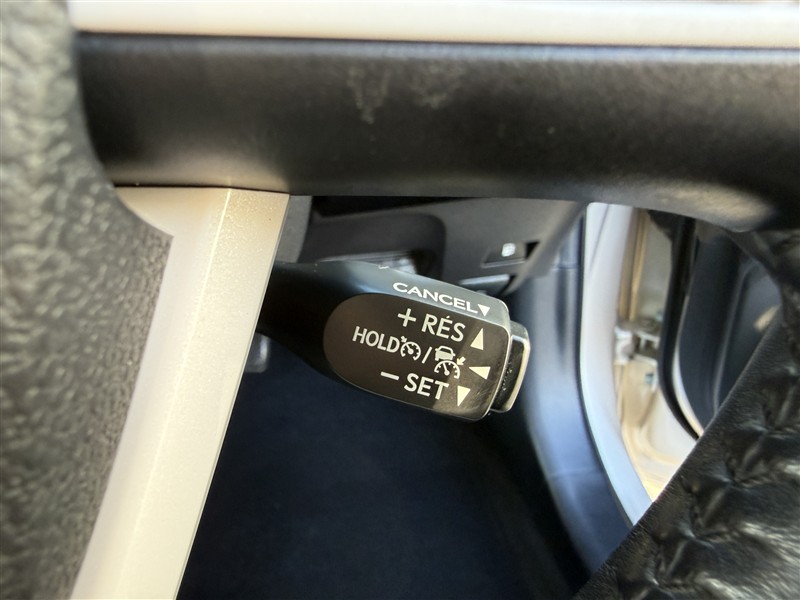 CANCEL
+ RÉS
HOLD /
− SET